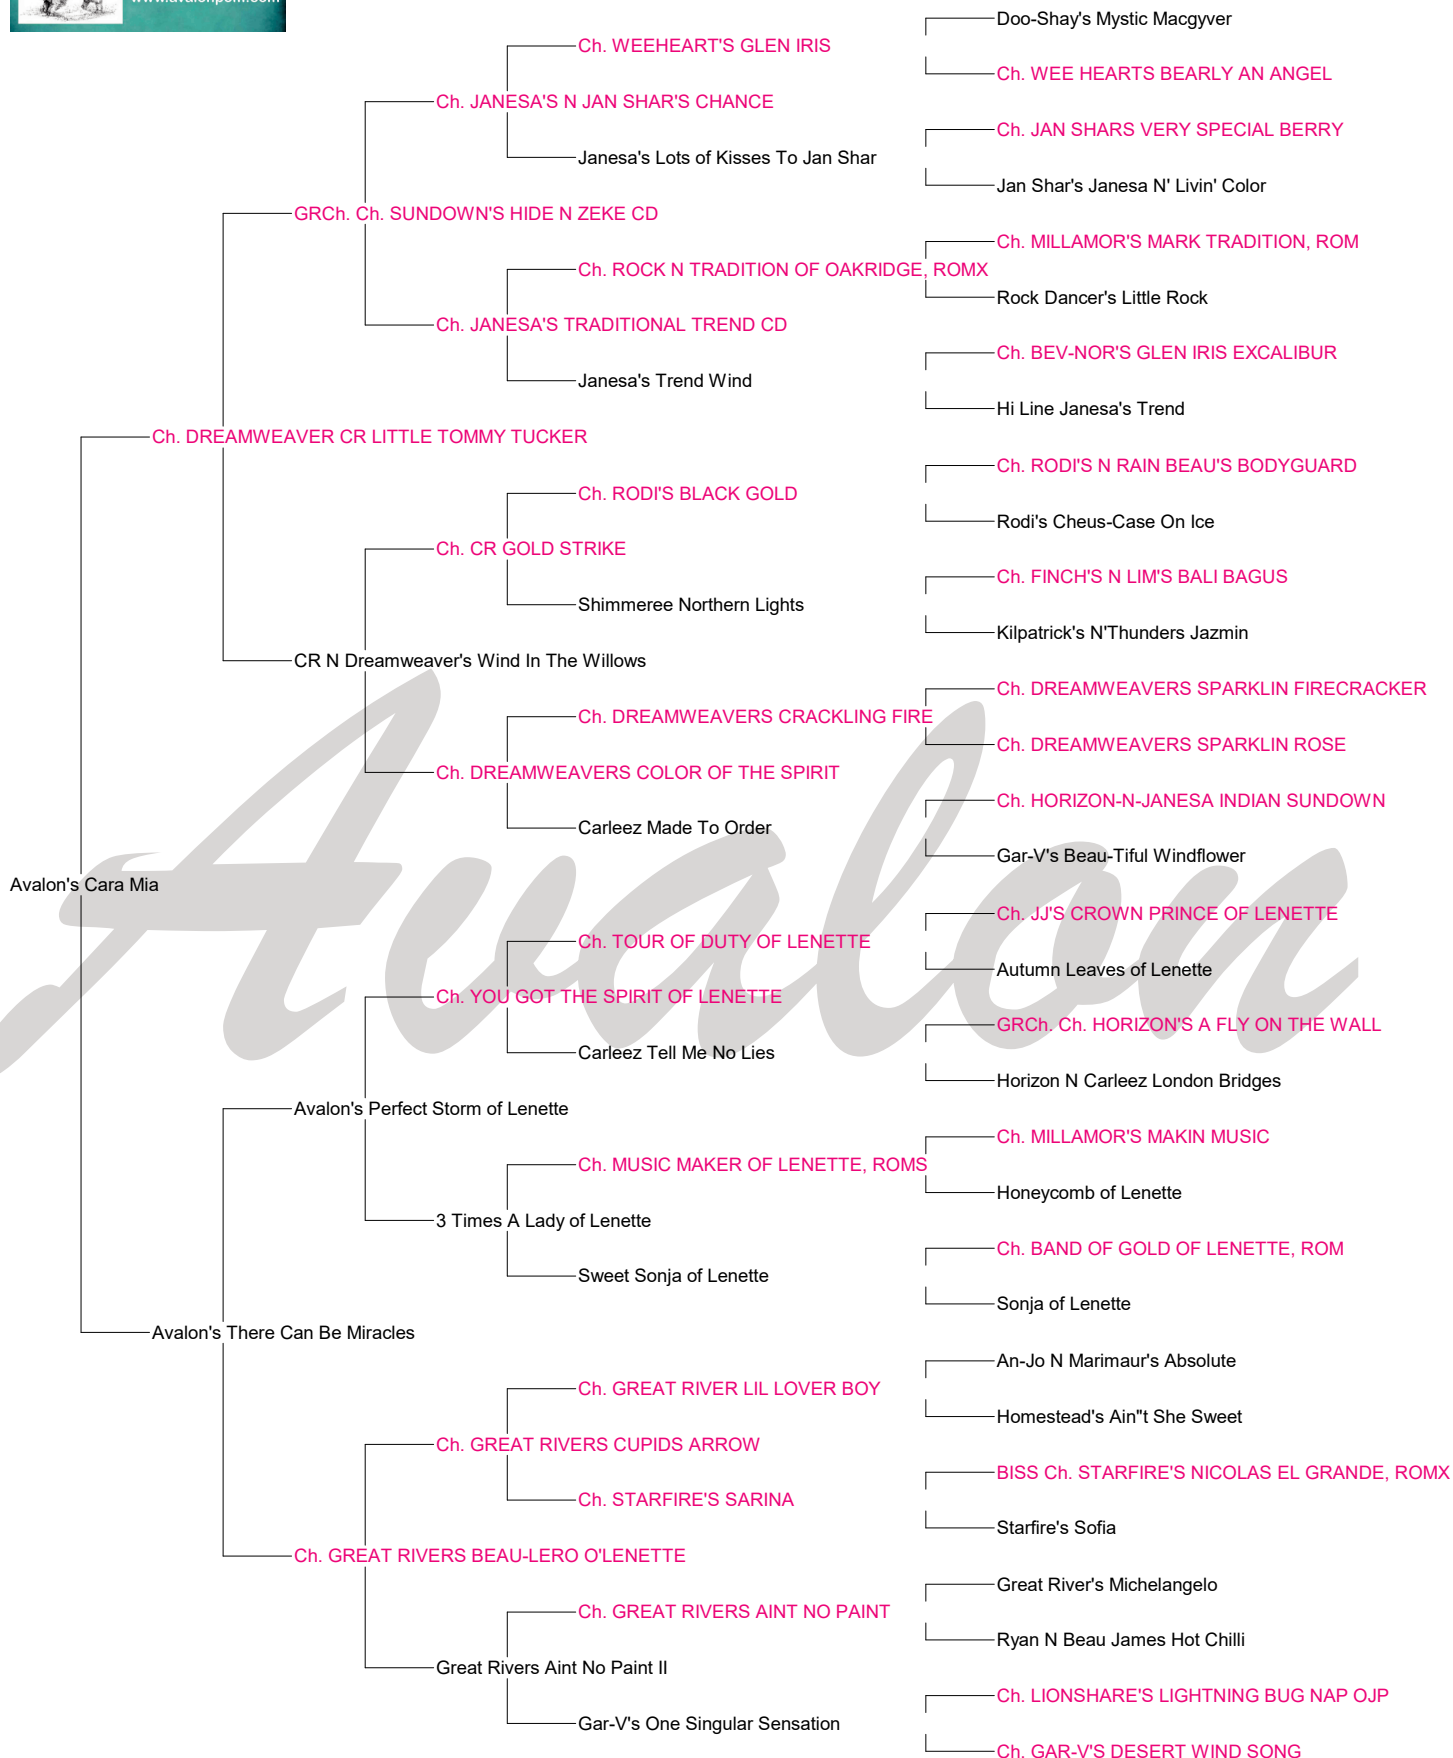 www.avalonpom.com
Doo-Shay's Mystic Macgyver
Ch. WEEHEART'S GLEN IRIS
Ch. WEE HEARTS BEARLY AN ANGEL
Ch. JANESA'S N JAN SHAR'S CHANCE
Ch. JAN SHARS VERY SPECIAL BERRY
Janesa's Lots of Kisses To Jan Shar
Jan Shar's Janesa N' Livin' Color
GRCh. Ch. SUNDOWN'S HIDE N ZEKE CD
Ch. MILLAMOR'S MARK TRADITION, ROM
Ch. ROCK N TRADITION OF OAKRIDGE, ROMX
Rock Dancer's Little Rock
Ch. JANESA'S TRADITIONAL TREND CD
Ch. BEV-NOR'S GLEN IRIS EXCALIBUR
Janesa's Trend Wind
Hi Line Janesa's Trend
Ch. DREAMWEAVER CR LITTLE TOMMY TUCKER
Ch. RODI'S N RAIN BEAU'S BODYGUARD
Ch. RODI'S BLACK GOLD
Rodi's Cheus-Case On Ice
Ch. CR GOLD STRIKE
Ch. FINCH'S N LIM'S BALI BAGUS
Shimmeree Northern Lights
Kilpatrick's N'Thunders Jazmin
CR N Dreamweaver's Wind In The Willows
Ch. DREAMWEAVERS SPARKLIN FIRECRACKER
Ch. DREAMWEAVERS CRACKLING FIRE
Ch. DREAMWEAVERS SPARKLIN ROSE
Ch. DREAMWEAVERS COLOR OF THE SPIRIT
Ch. HORIZON-N-JANESA INDIAN SUNDOWN
Carleez Made To Order
Gar-V's Beau-Tiful Windflower
Avalon's Cara Mia
Avalon
Ch. JJ'S CROWN PRINCE OF LENETTE
Ch. TOUR OF DUTY OF LENETTE
Autumn Leaves of Lenette
Ch. YOU GOT THE SPIRIT OF LENETTE
GRCh. Ch. HORIZON'S A FLY ON THE WALL
Carleez Tell Me No Lies
Horizon N Carleez London Bridges
Avalon's Perfect Storm of Lenette
Ch. MILLAMOR'S MAKIN MUSIC
Ch. MUSIC MAKER OF LENETTE, ROMS
Honeycomb of Lenette
3 Times A Lady of Lenette
Ch. BAND OF GOLD OF LENETTE, ROM
Sweet Sonja of Lenette
Sonja of Lenette
Avalon's There Can Be Miracles
An-Jo N Marimaur's Absolute
Ch. GREAT RIVER LIL LOVER BOY
Homestead's Ain"t She Sweet
Ch. GREAT RIVERS CUPIDS ARROW
BISS Ch. STARFIRE'S NICOLAS EL GRANDE, ROMX
Ch. STARFIRE'S SARINA
Starfire's Sofia
Ch. GREAT RIVERS BEAU-LERO O'LENETTE
Great River's Michelangelo
Ch. GREAT RIVERS AINT NO PAINT
Ryan N Beau James Hot Chilli
Great Rivers Aint No Paint II
Ch. LIONSHARE'S LIGHTNING BUG NAP OJP
Gar-V's One Singular Sensation
Ch. GAR-V'S DESERT WIND SONG